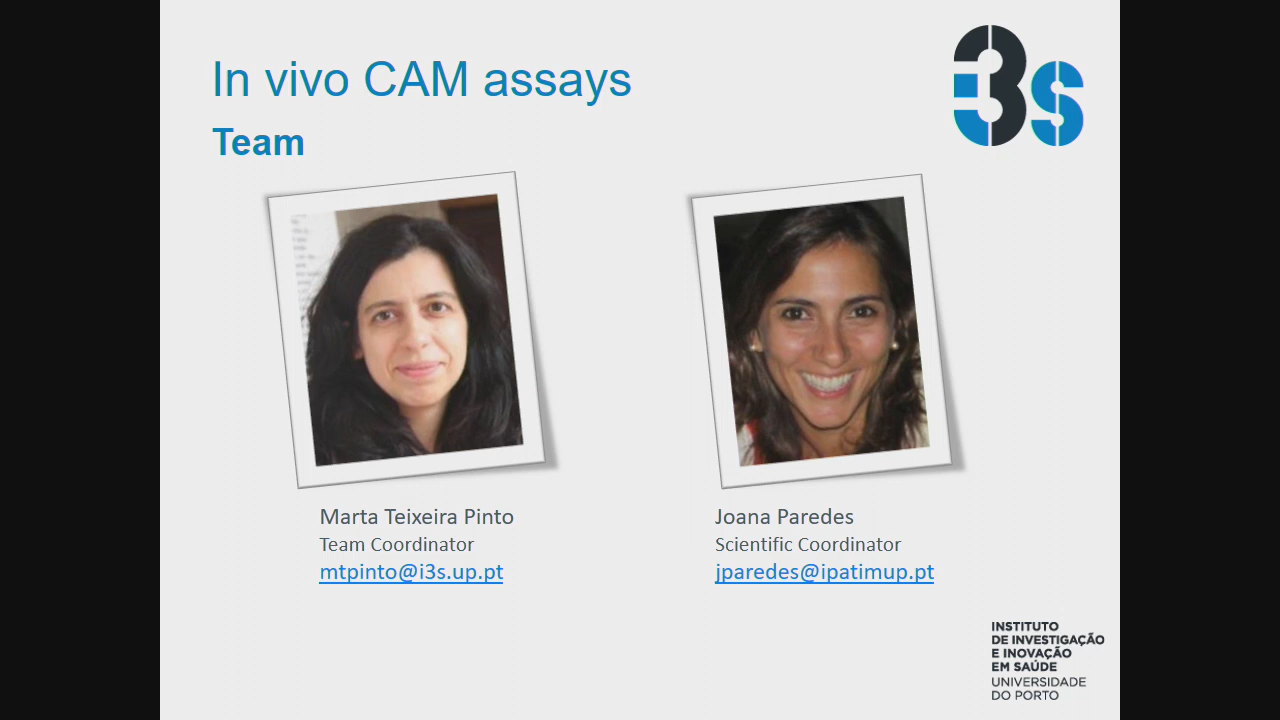 In vivo CAM assays
i3s
Team
Marta Teixeira Pinto
Team Coordinator
mtpinto@i3s.up.pt
Joana Paredes
Scientific Coordinator
jparedes@ipatimup.pt
INSTITUTO
DE INVESTIGAÇÃO
E INOVAÇÃO
EM SAÚDE
UNIVERSIDADE
DO PORTO